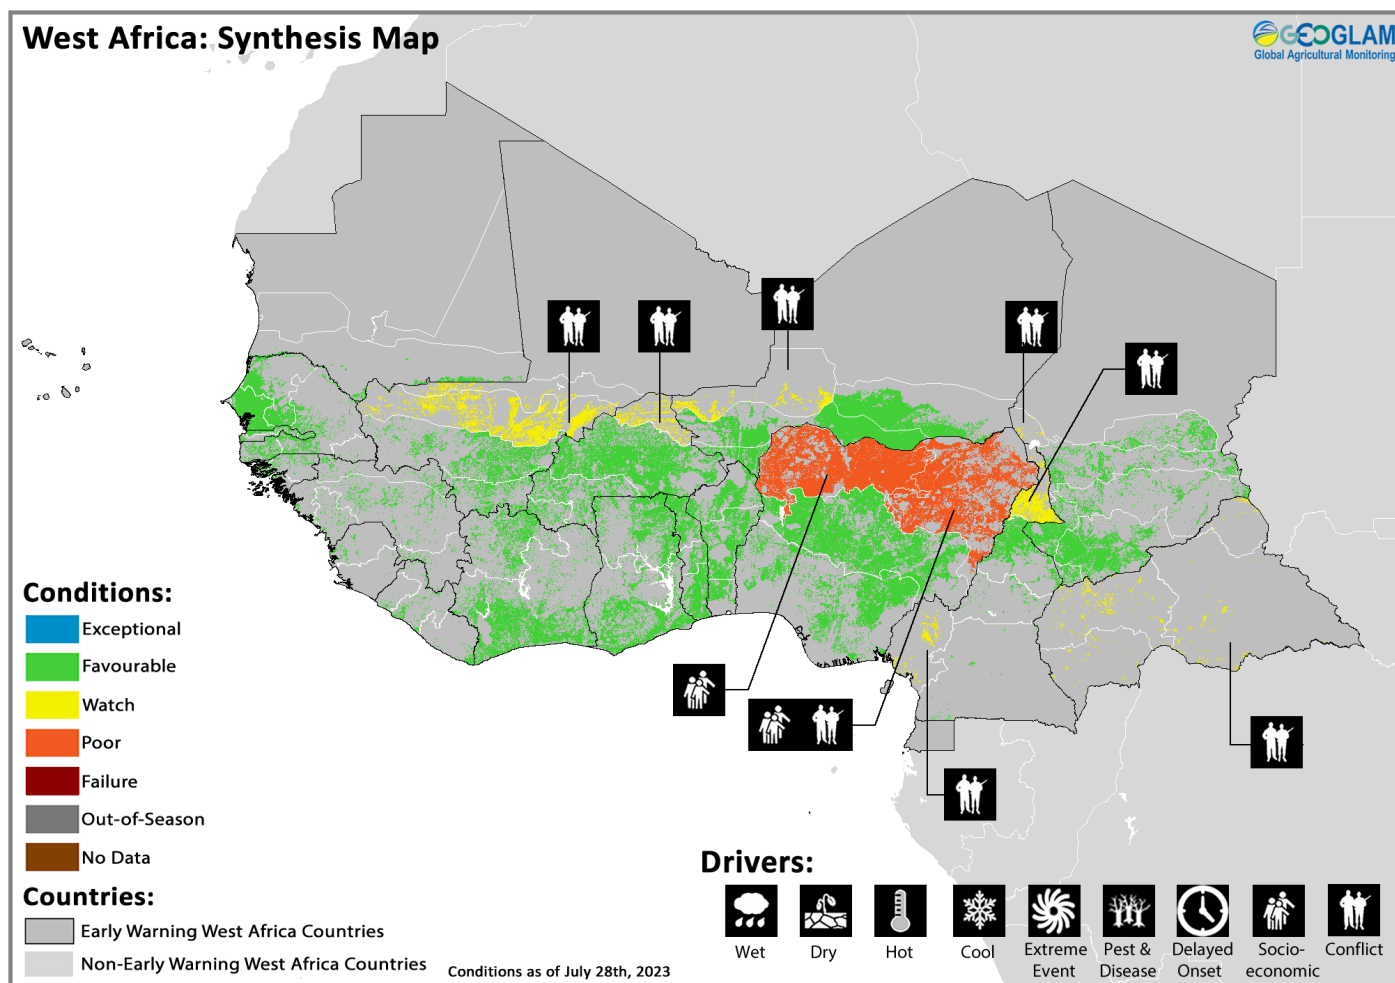 West Africa: Synthesis Map
GEOGLAM
Global Agricultural Monitoring
Conditions:
Exceptional
Favourable
Watch
Poor
Failure
Out-of-Season
No Data
Countries:
Early Warning West Africa Countries
Non-Early Warning West Africa Countries
Conditions as of July 28th, 2023
Drivers:
Wet
Dry
Hot
Cool
Extreme
Event
Pest &
Disease
Delayed
Onset
Socio-
economic
Conflict